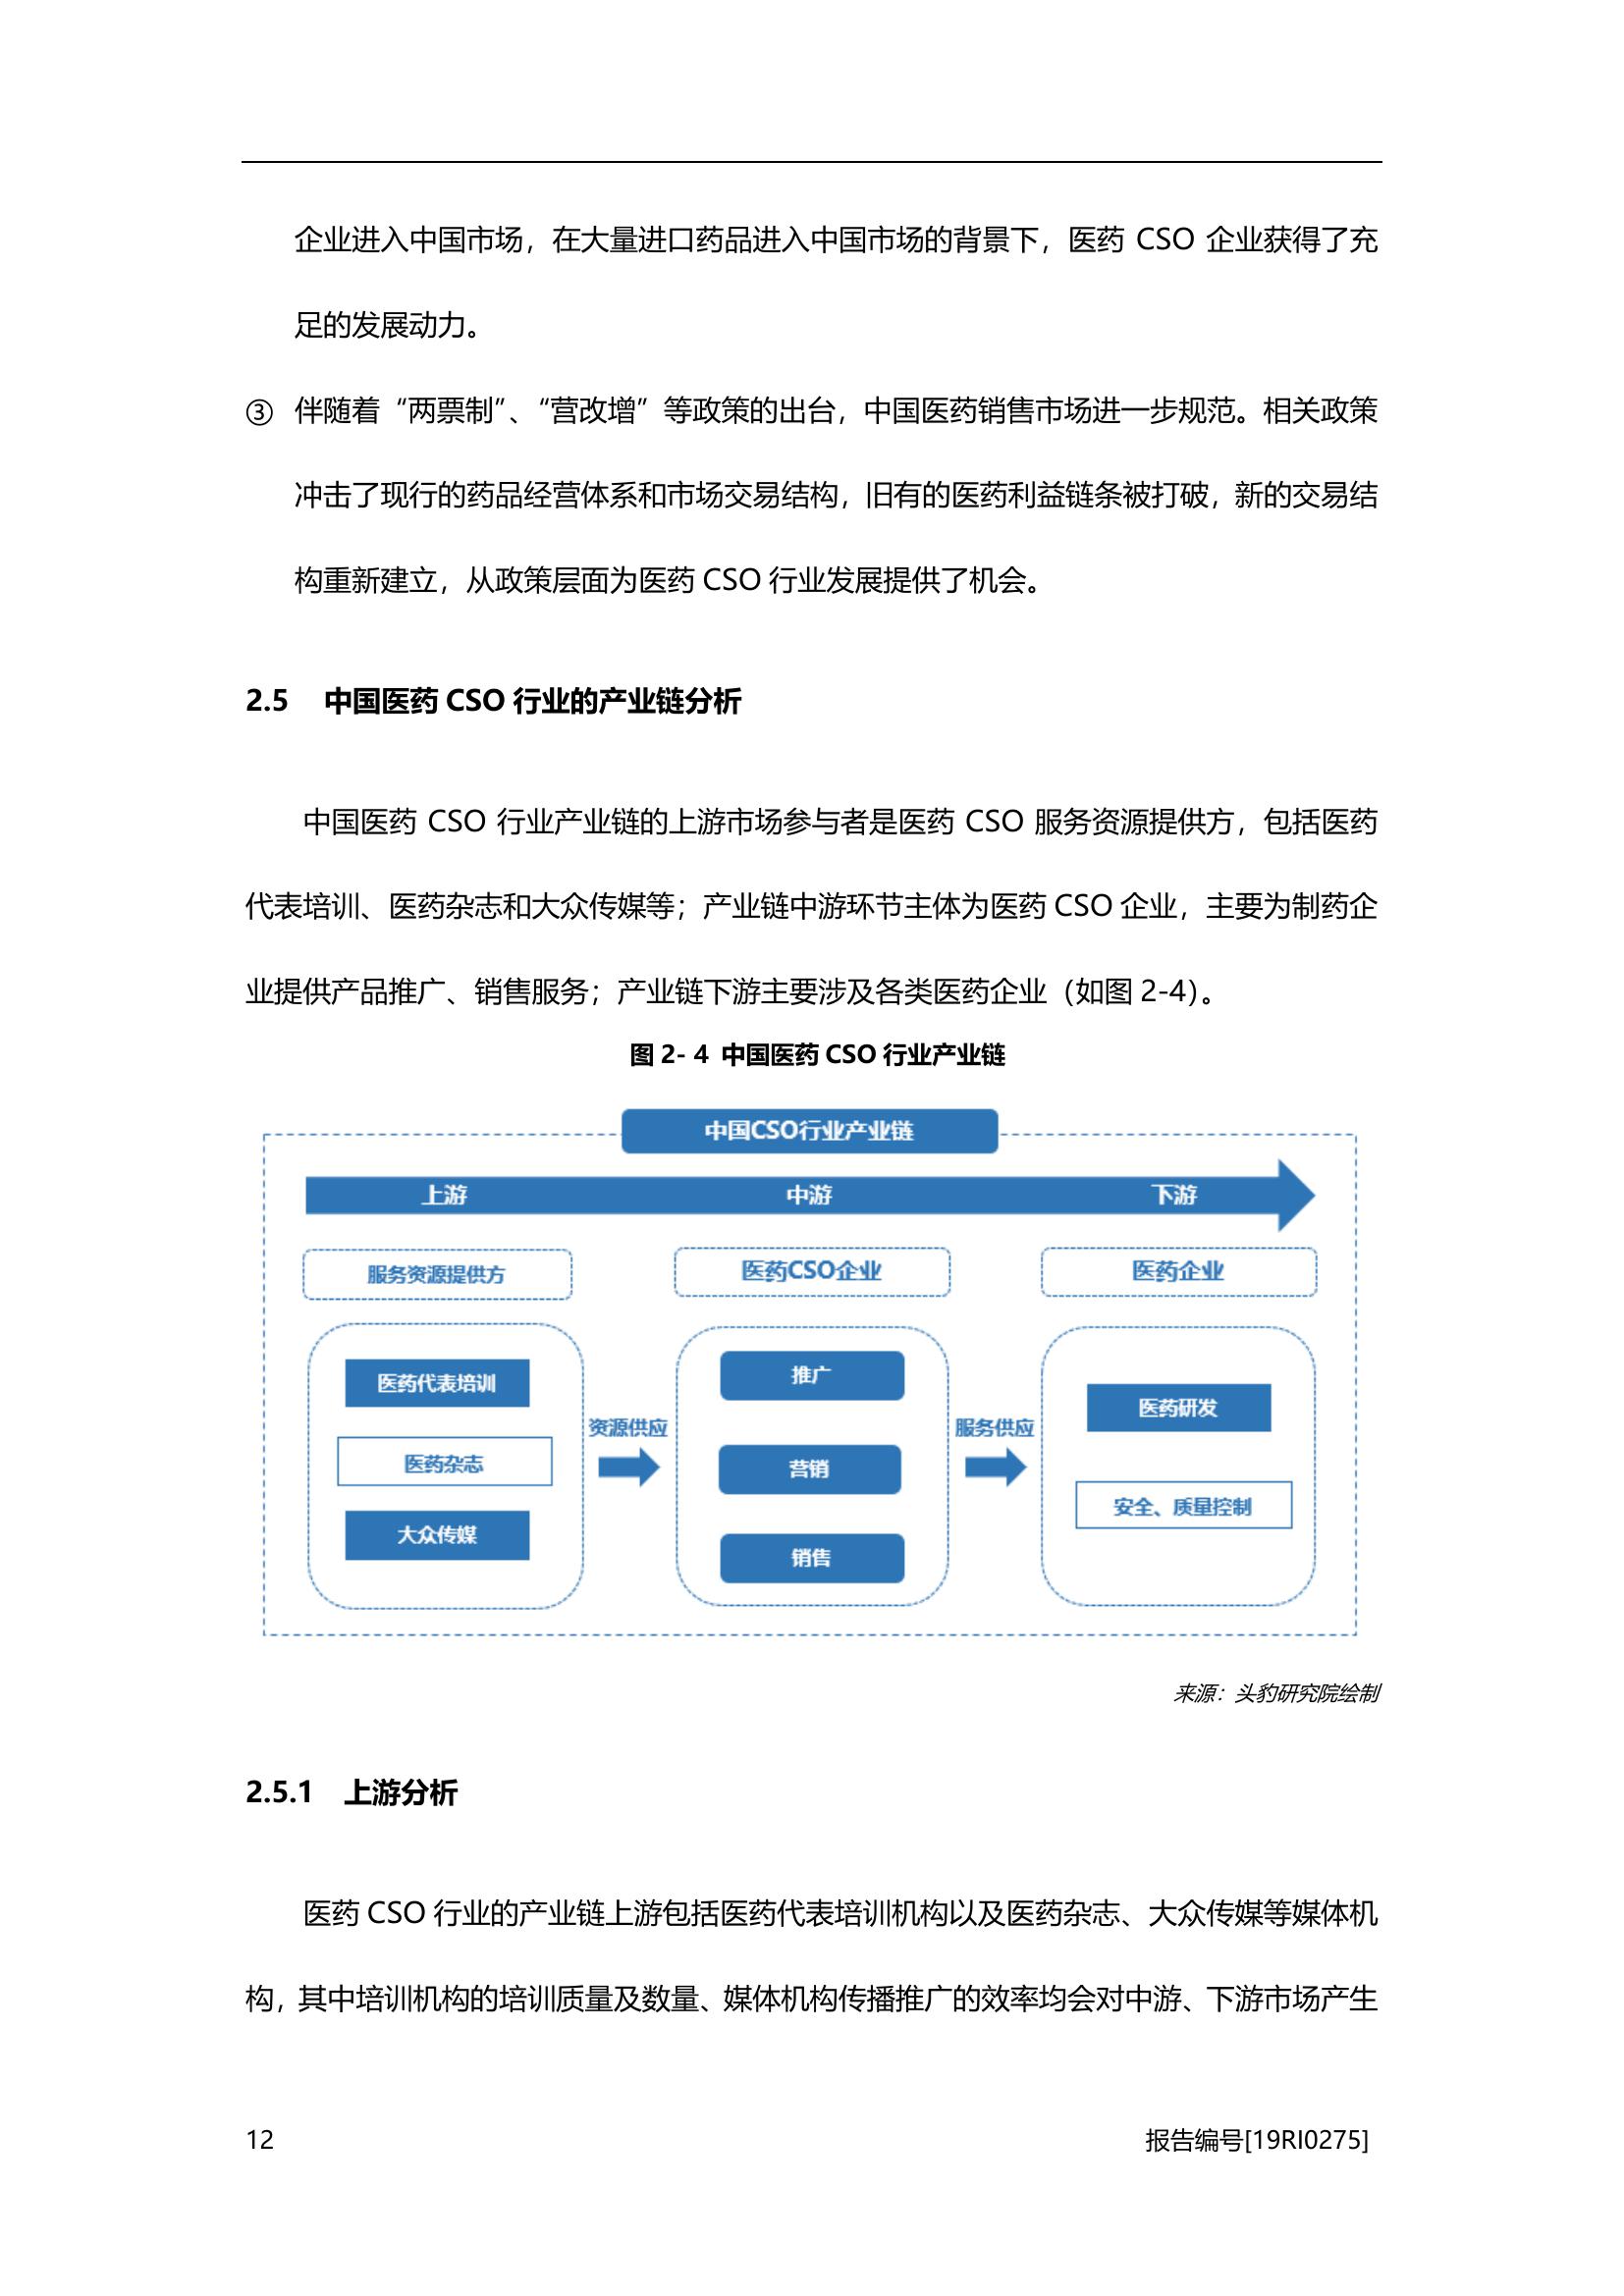 企业进入中国市场，在大量进口药品进入中国市场的背景下，医药 CSO 企业获得了充
足的发展动力。
③ 伴随着“两票制”、“营改增”等政策的出台，中国医药销售市场进一步规范。相关政策
冲击了现行的药品经营体系和市场交易结构，旧有的医药利益链条被打破，新的交易结
构重新建立，从政策层面为医药 CSO 行业发展提供了机会。
2.5 中国医药 CSO 行业的产业链分析
中国医药 CSO 行业产业链的上游市场参与者是医药 CSO 服务资源提供方，包括医药
代表培训、医药杂志和大众传媒等；产业链中游环节主体为医药 CSO 企业，主要为制药企
业提供产品推广、销售服务；产业链下游主要涉及各类医药企业（如图 2-4）。
图 2- 4 中国医药 CSO 行业产业链
中国CSO行业产业链
上游 中游 下游
服务资源提供方 医药CSO企业 医药企业
医药代表培训
医药杂志
大众传媒
资源供应
推广
营销
销售
服务供应
医药研发
安全、质量控制
来源：头豹研究院绘制
2.5.1 上游分析
医药 CSO 行业的产业链上游包括医药代表培训机构以及医药杂志、大众传媒等媒体机
构，其中培训机构的培训质量及数量、媒体机构传播推广的效率均会对中游、下游市场产生
12 报告编号[19RI0275]